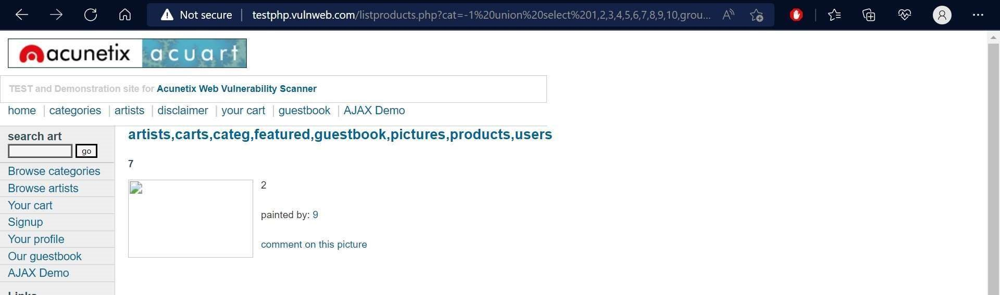 Not secure | testphp.vulnweb.com/listproducts.php?cat=-1%20union%20select%201,2,3,4,5,6,7,8,9,10,grou...
acunetix acuart
TEST and Demonstration site for Acunetix Web Vulnerability Scanner
home | categories | artists | disclaimer | your cart | guestbook | AJAX Demo
search art
go
Browse categories
Browse artists
Your cart
Signup
Your profile
Our guestbook
AJAX Demo
Links
artists,carts,categ,featured,guestbook,pictures,products,users
7
2
painted by: 9
comment on this picture